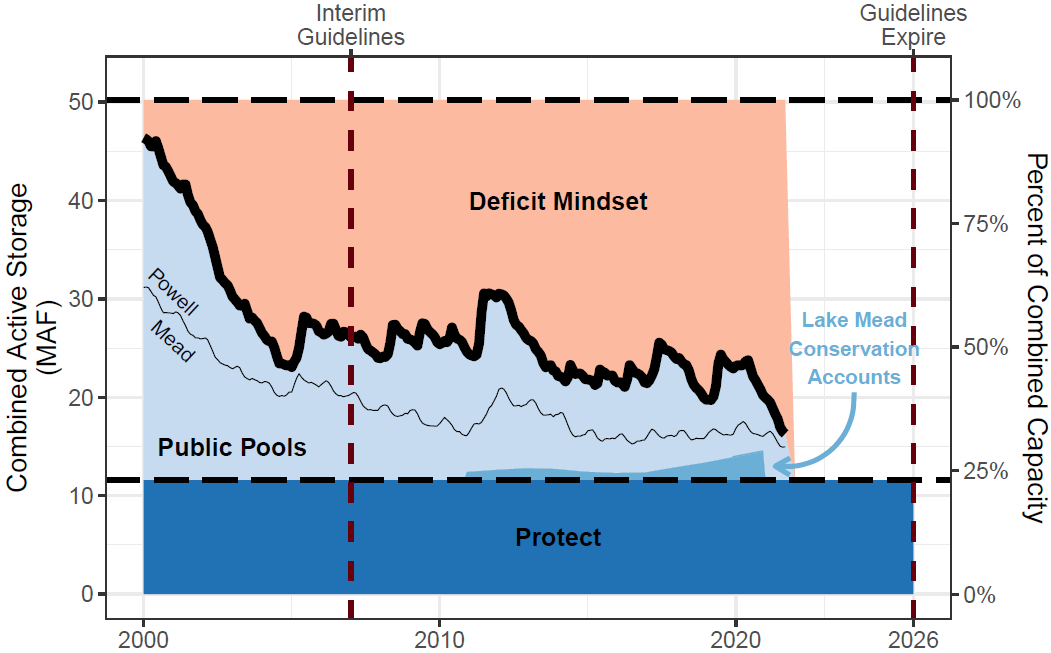 Interim
Guidelines
Guidelines
Expire
50
40
30
20
10
0
Combined Active Storage
(MAF)
100%
75%
50%
25%
0%
Percent of Combined Capacity
Deficit Mindset
Powell
Mead
Lake Mead
Conservation
Accounts
Public Pools
Protect
2000
2010
2020
2026